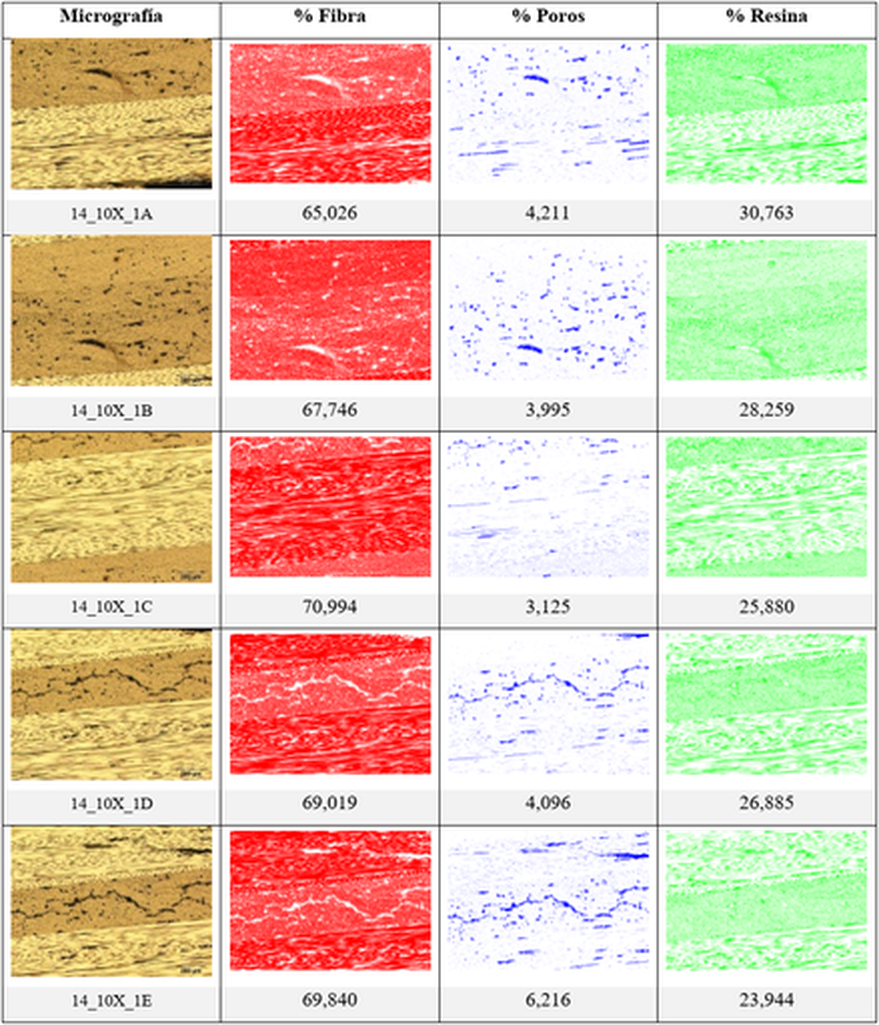 Micrografía % Fibra % Poros % Resina
14_10X_1A 65,026 4,211 30,763
14_10X_1B 67,746 3,995 28,259
14_10X_1C 70,994 3,125 25,880
14_10X_1D 69,019 4,096 26,885
14_10X_1E 69,840 6,216 23,944